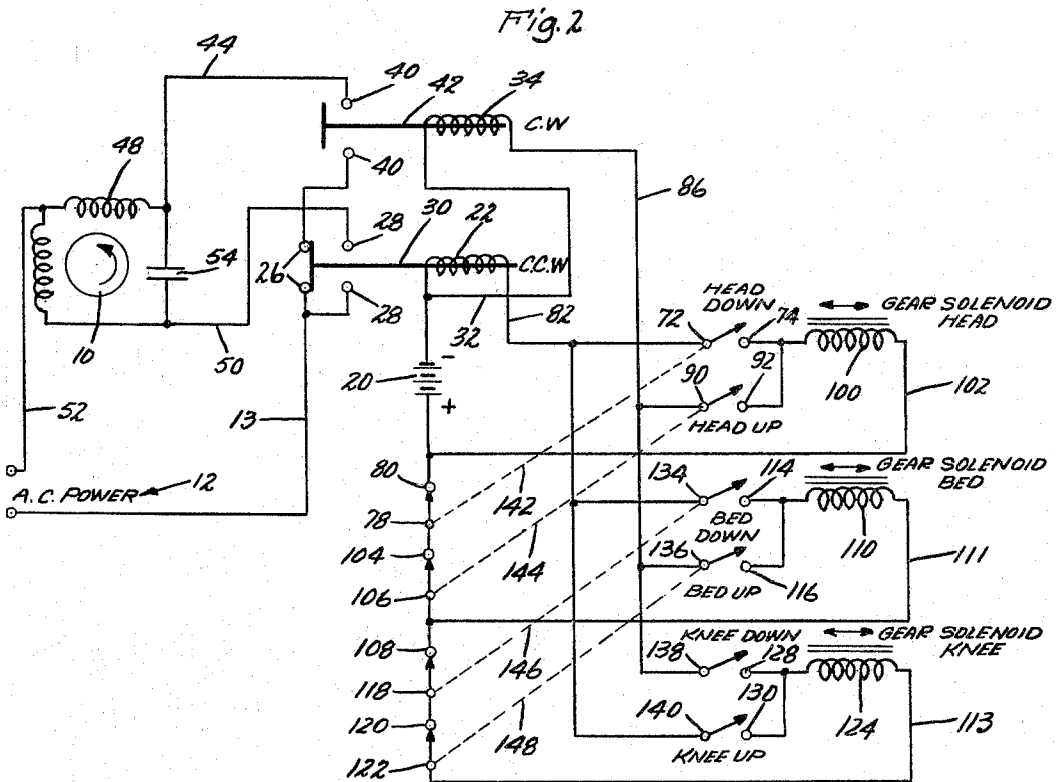 Fig. 2
44
40
42
34
C.W
48
40
86
30
22
28
C.C.W
54
26
HEAD
DOWN
GEAR SOLENOID
HEAD
28
32
82
72
74
10
50
20
-
+
90
92
100
102
52
13
HEAD UP
A.C. POWER
12
80
134
114
GEAR SOLENOID
BED
78
142
BED
DOWN
104
136
110
111
144
106
BED UP
116
108
KNEE DOWN
GEAR SOLENOID
KNEE
138
128
146
118
140
130
120
148
124
113
KNEE UP
122